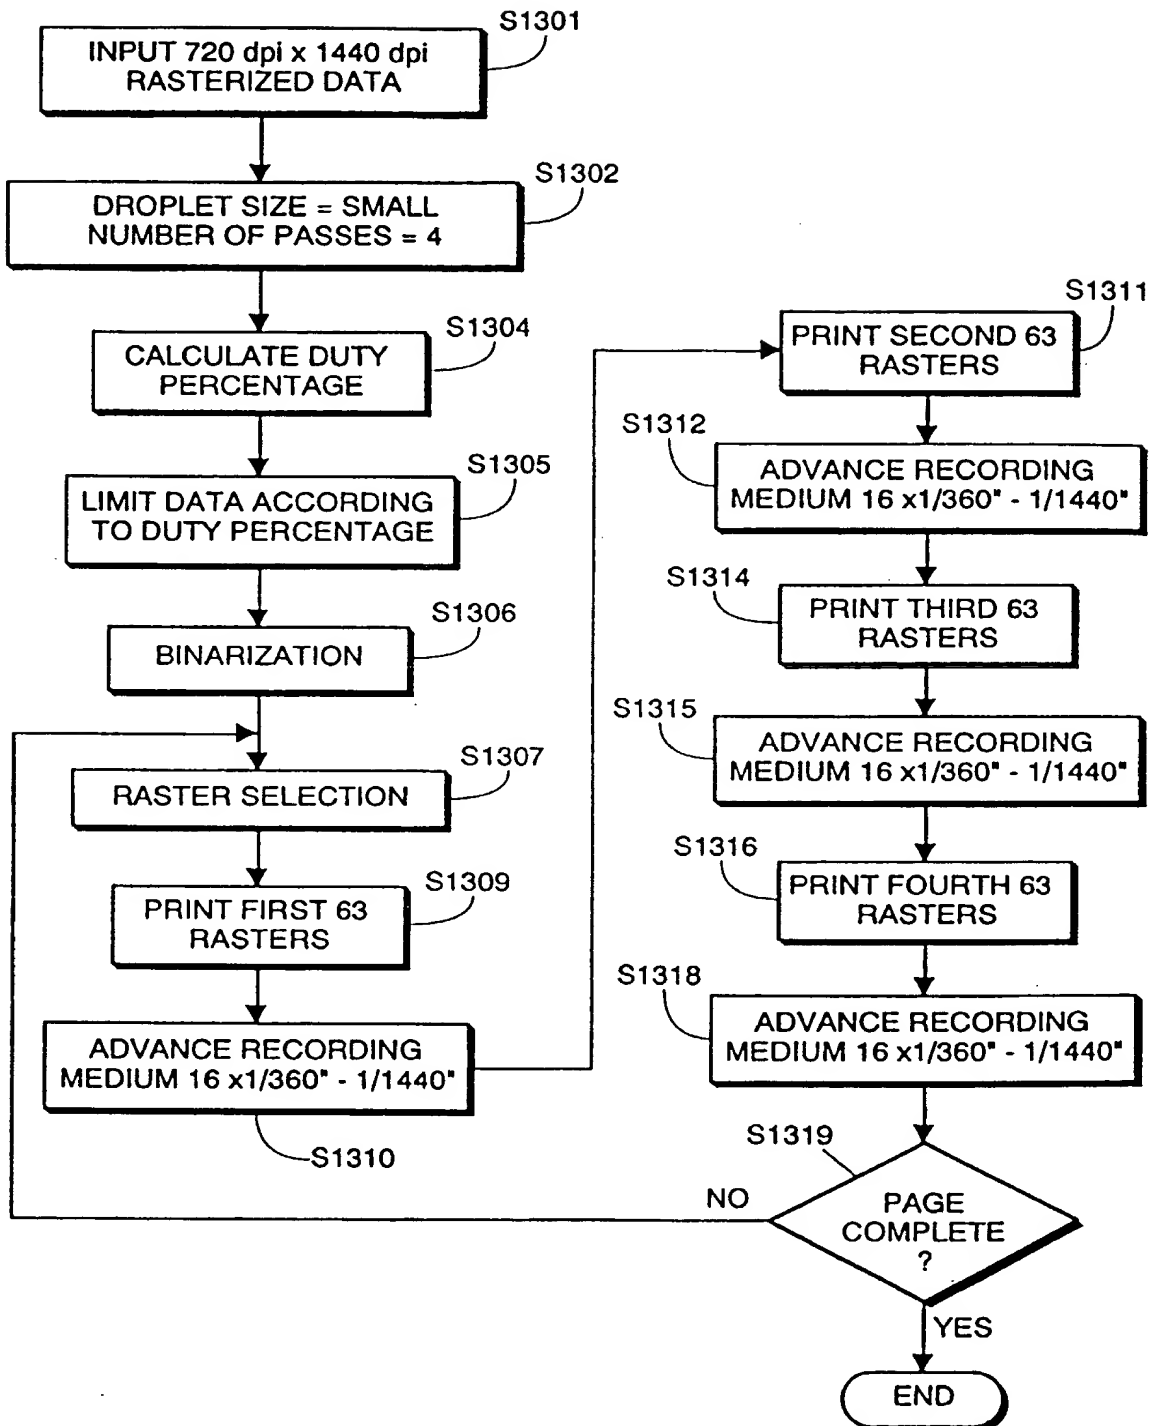 S1301
INPUT 720 dpi x 1440 dpi
RASTERIZED DATA
S1302
DROPLET SIZE = SMALL
NUMBER OF PASSES = 4
S1304
CALCULATE DUTY
PERCENTAGE
S1305
LIMIT DATA ACCORDING
TO DUTY PERCENTAGE
S1306
BINARIZATION
S1307
RASTER SELECTION
S1309
PRINT FIRST 63
RASTERS
ADVANCE RECORDING
MEDIUM 16 x1/360" - 1/1440"
S1310
S1311
PRINT SECOND 63
RASTERS
S1312
ADVANCE RECORDING
MEDIUM 16 x1/360" - 1/1440"
S1314
PRINT THIRD 63
RASTERS
S1315
ADVANCE RECORDING
MEDIUM 16 x1/360" - 1/1440"
S1316
PRINT FOURTH 63
RASTERS
S1318
ADVANCE RECORDING
MEDIUM 16 x1/360" - 1/1440"
S1319
PAGE
COMPLETE
?
NO
YES
END